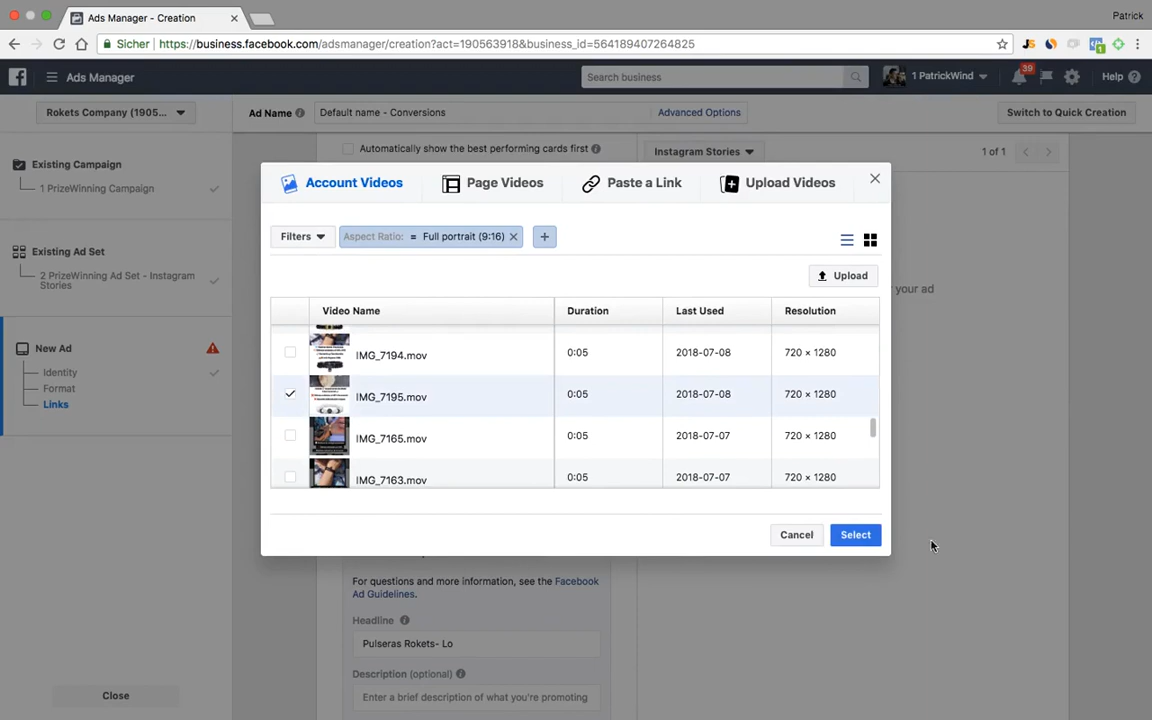 Ads Manager - Creation
Patrick
Sicher
https://business.facebook.com/adsmanager/creation?act=190563918&business_id=564189407264825
Ads Manager
Search business
1 PatrickWind
39
Help
Rokets Company (1905...
Ad Name
Default name - Conversions
Advanced Options
Switch to Quick Creation
Existing Campaign
1 PrizeWinning Campaign
Existing Ad Set
2 PrizeWinning Ad Set - Instagram
Stories
New Ad
Identity
Format
Links
Close
Automatically show the best performing cards first
Instagram Stories
1 of 1
your ad
Account Videos
Page Videos
Paste a Link
Upload Videos
Filters
Aspect Ratio: = Full portrait (9:16)
Upload
Video Name
Duration
Last Used
Resolution
IMG_7194.mov
0:05
2018-07-08
720 × 1280
IMG_7195.mov
0:05
2018-07-08
720 × 1280
IMG_7165.mov
0:05
2018-07-07
720 × 1280
IMG_7163.mov
0:05
2018-07-07
720 × 1280
Cancel
Select
For questions and more information, see the Facebook
Ad Guidelines.
Headline
Pulseras Rokets- Lo
Description (optional)
Enter a brief description of what you're promoting